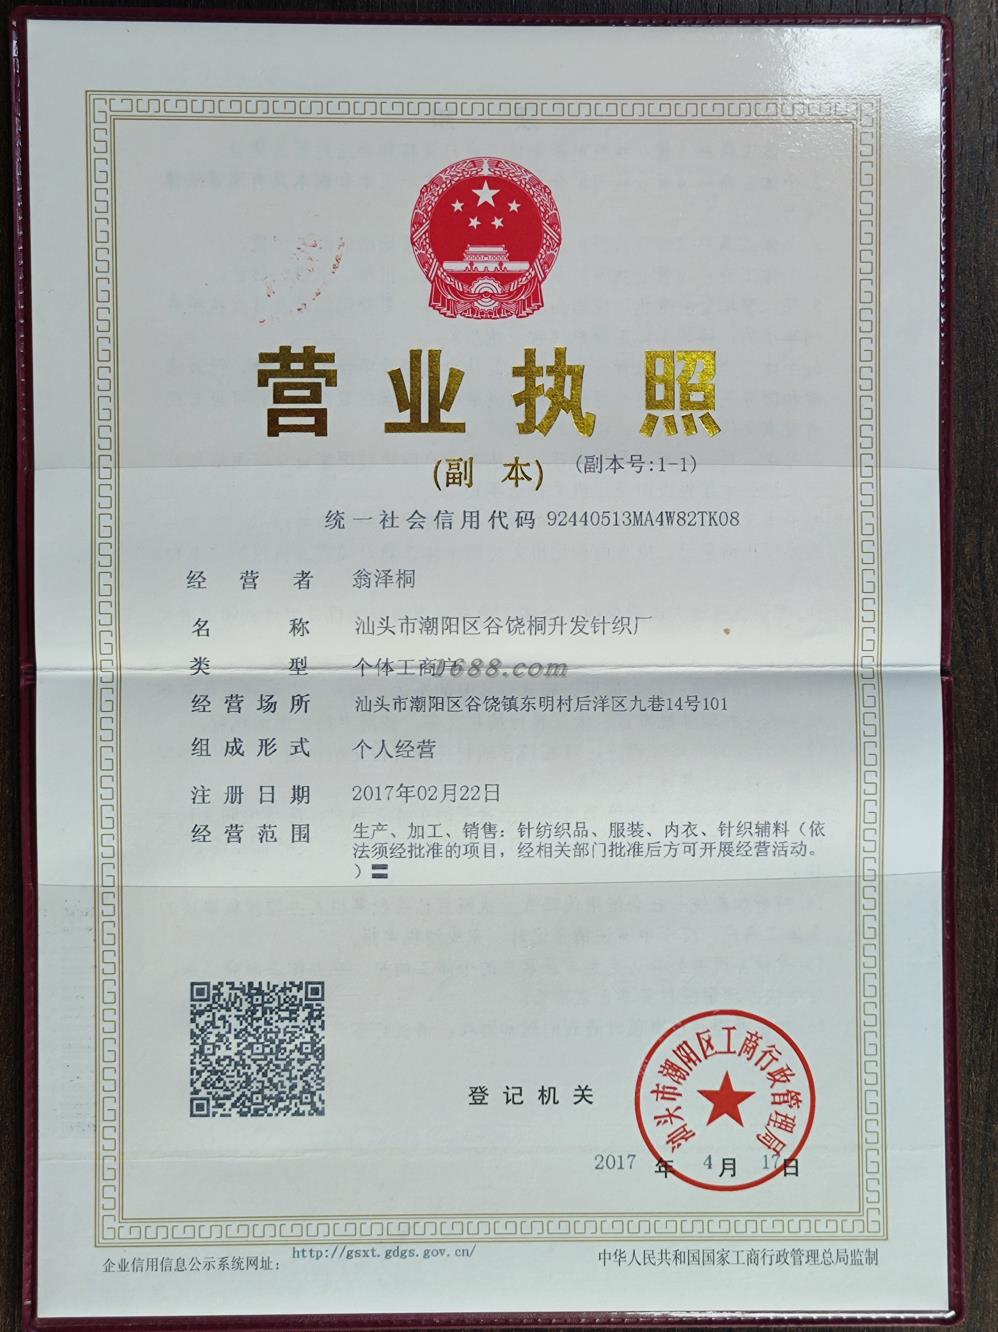 营业执照
(副本) (副本号:1-1)
统一社会信用代码 92440513MA4W82TK08
经营者 翁泽桐
名称 汕头市潮阳区谷饶桐升发针织厂
类型 个体工商户
1688.com
经营场所 汕头市潮阳区谷饶镇东明村后洋区九巷14号101
组成形式 个人经营
注册日期 2017年02月22日
经营范围 生产、加工、销售：针纺织品、服装、内衣、针织辅料（依
法须经批准的项目，经相关部门批准后方可开展经营活动。
）
登记机关
汕头市潮阳区工商行政管理局
2017 年 4 月 17 日
企业信用信息公示系统网址： http://gsxt.gdgs.gov.cn/ 中华人民共和国国家工商行政管理总局监制